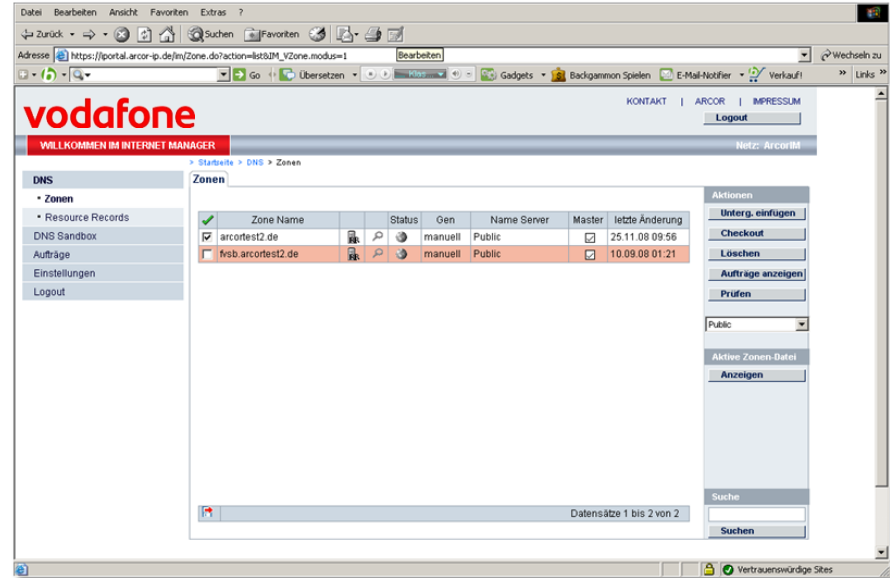 Datei Bearbeiten Ansicht Favoriten Extras ?
Zurück Suchen Favoriten
Adresse https://iportal.arcor-ip.de/im/Zone.do?action=list&IM_VZone.modus=1 Bearbeiten Wechseln zu
Go Übersetzen Gadgets Backgammon Spielen E-Mail-Notifier Verkauf! » Links »
KONTAKT | ARCOR | IMPRESSUM
vodafone
Logout
WILLKOMMEN IM INTERNET MANAGER
Netz: ArcorIM
> Startseite > DNS > Zonen
DNS
Zonen
• Zonen
Aktionen
• Resource Records
Zone Name Status Gen Name Server Master letzte Änderung
Unterg. einfügen
DNS Sandbox
arcortest2.de RR manuell Public 25.11.08 09:56
Checkout
Aufträge
fvsb.arcortest2.de RR manuell Public 10.09.08 01:21
Löschen
Einstellungen
Aufträge anzeigen
Logout
Prüfen
Public
Aktive Zonen-Datei
Anzeigen
Suche
Datensätze 1 bis 2 von 2
Suchen
Vertrauenswürdige Sites